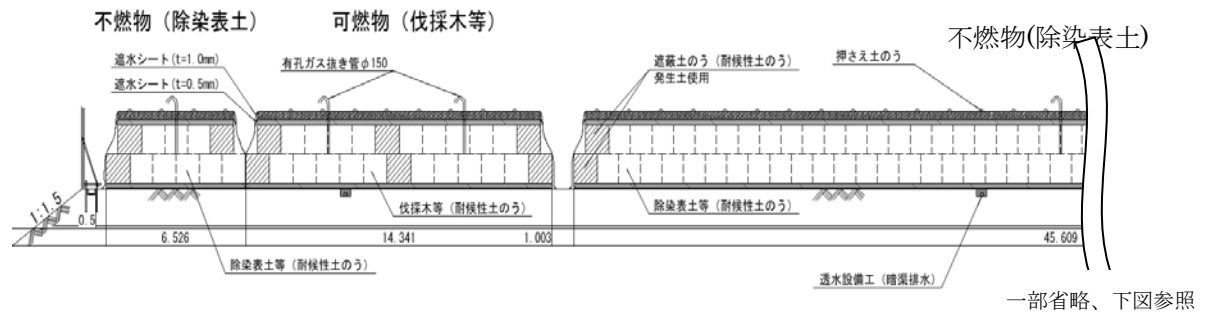 不燃物（除染表土）
可燃物（伐採木等）
不燃物(除染表土)
遮水シート(t=1.0mm)
遮水シート(t=0.5mm)
有孔ガス抜き管φ150
遮蔽土のう（耐候性土のう）
発生土使用
押さえ土のう
1:1.5
0.5
伐採木等（耐候性土のう）
除染表土等（耐候性土のう）
6.526
14.341
1.003
45.609
除染表土等（耐候性土のう）
透水設備工（暗渠排水）
一部省略、下図参照